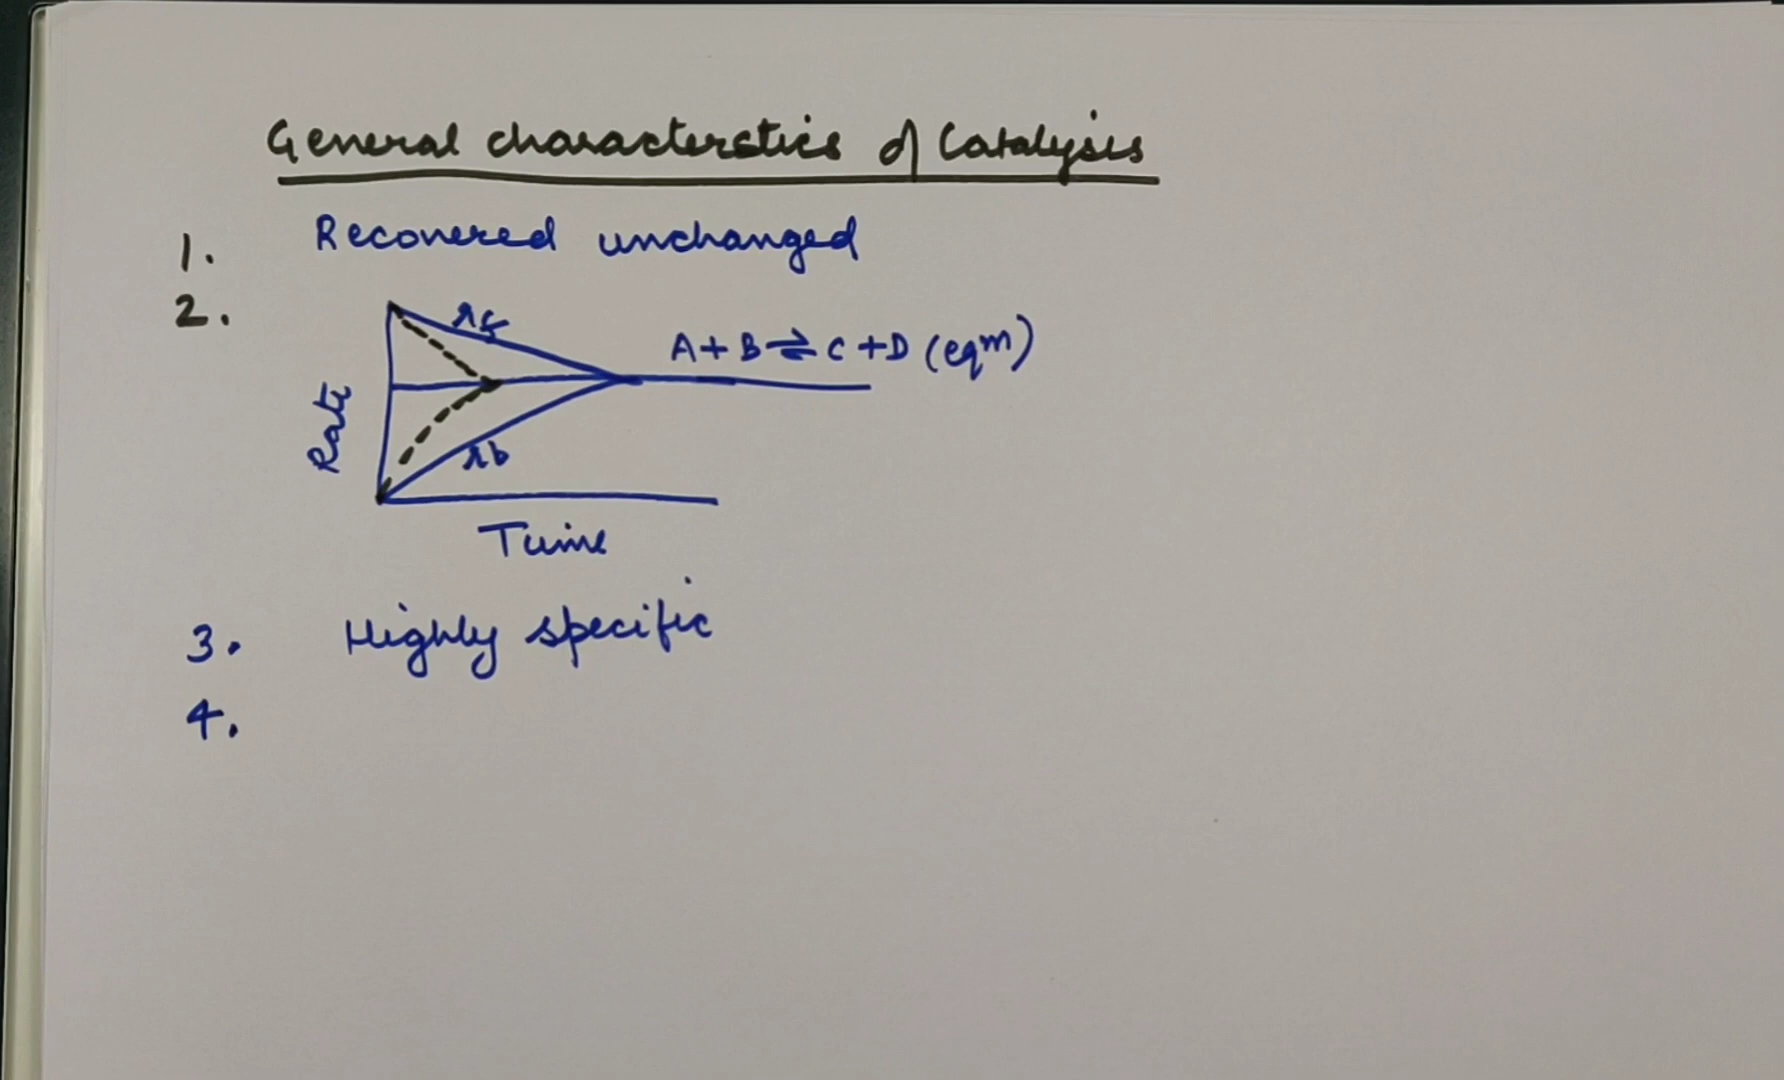 General characterstics of Catalysis
1. Recovered unchanged
2.
rf
A + B ⇌ C + D (eqm)
Rate
rb
Time
3. Highly specific
4.